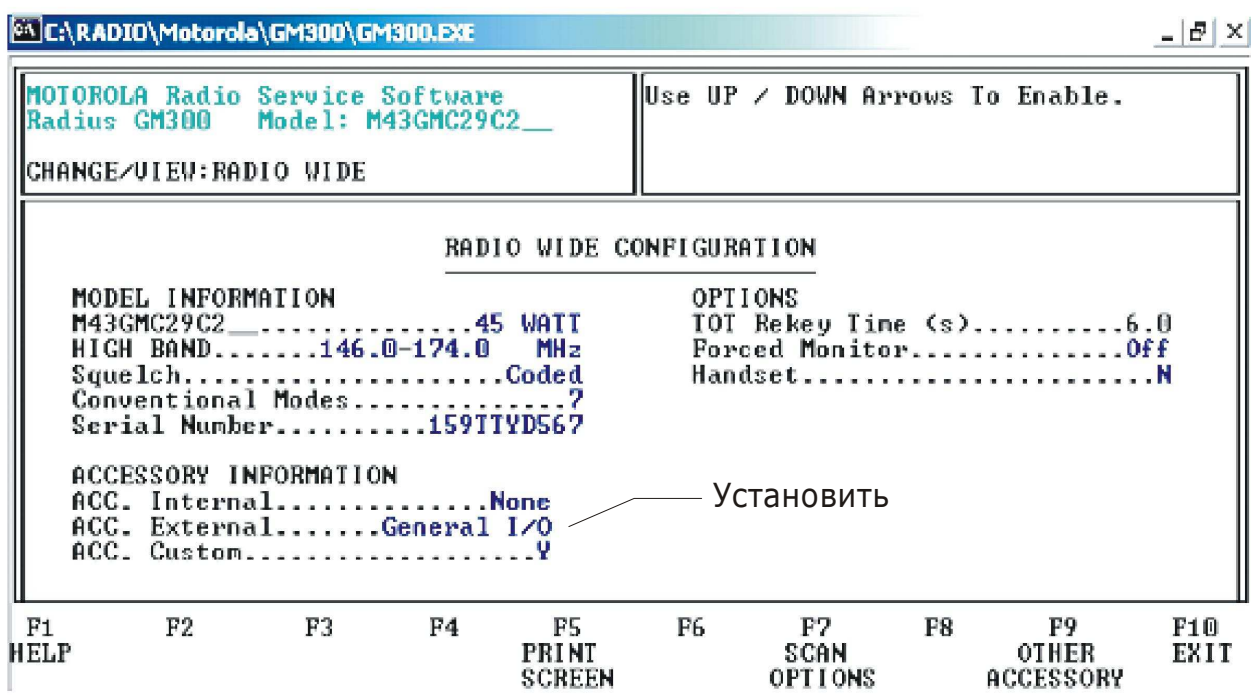 C:\RADIO\Motorola\GM300\GM300.EXE
MOTOROLA Radio Service Software
Radius GM300 Model: M43GMC29C2__
CHANGE/VIEW:RADIO WIDE
Use UP / DOWN Arrows To Enable.
RADIO WIDE CONFIGURATION
MODEL INFORMATION
M43GMC29C2__................45 WATT
HIGH BAND.......146.0-174.0 MHz
Squelch......................Coded
Conventional Modes...............?
Serial Number..........159TTYD567
ACCESSORY INFORMATION
ACC. Internal...............None
ACC. External.......General I/O
ACC. Custom....................Y
OPTIONS
TOT Rekey Time (s)..........6.0
Forced Monitor...............Off
Handset........................N
Установить
F1 F2 F3 F4 F5 F6 F7 F8 F9 F10
HELP PRINT SCAN OTHER EXIT
SCREEN OPTIONS ACCESSORY